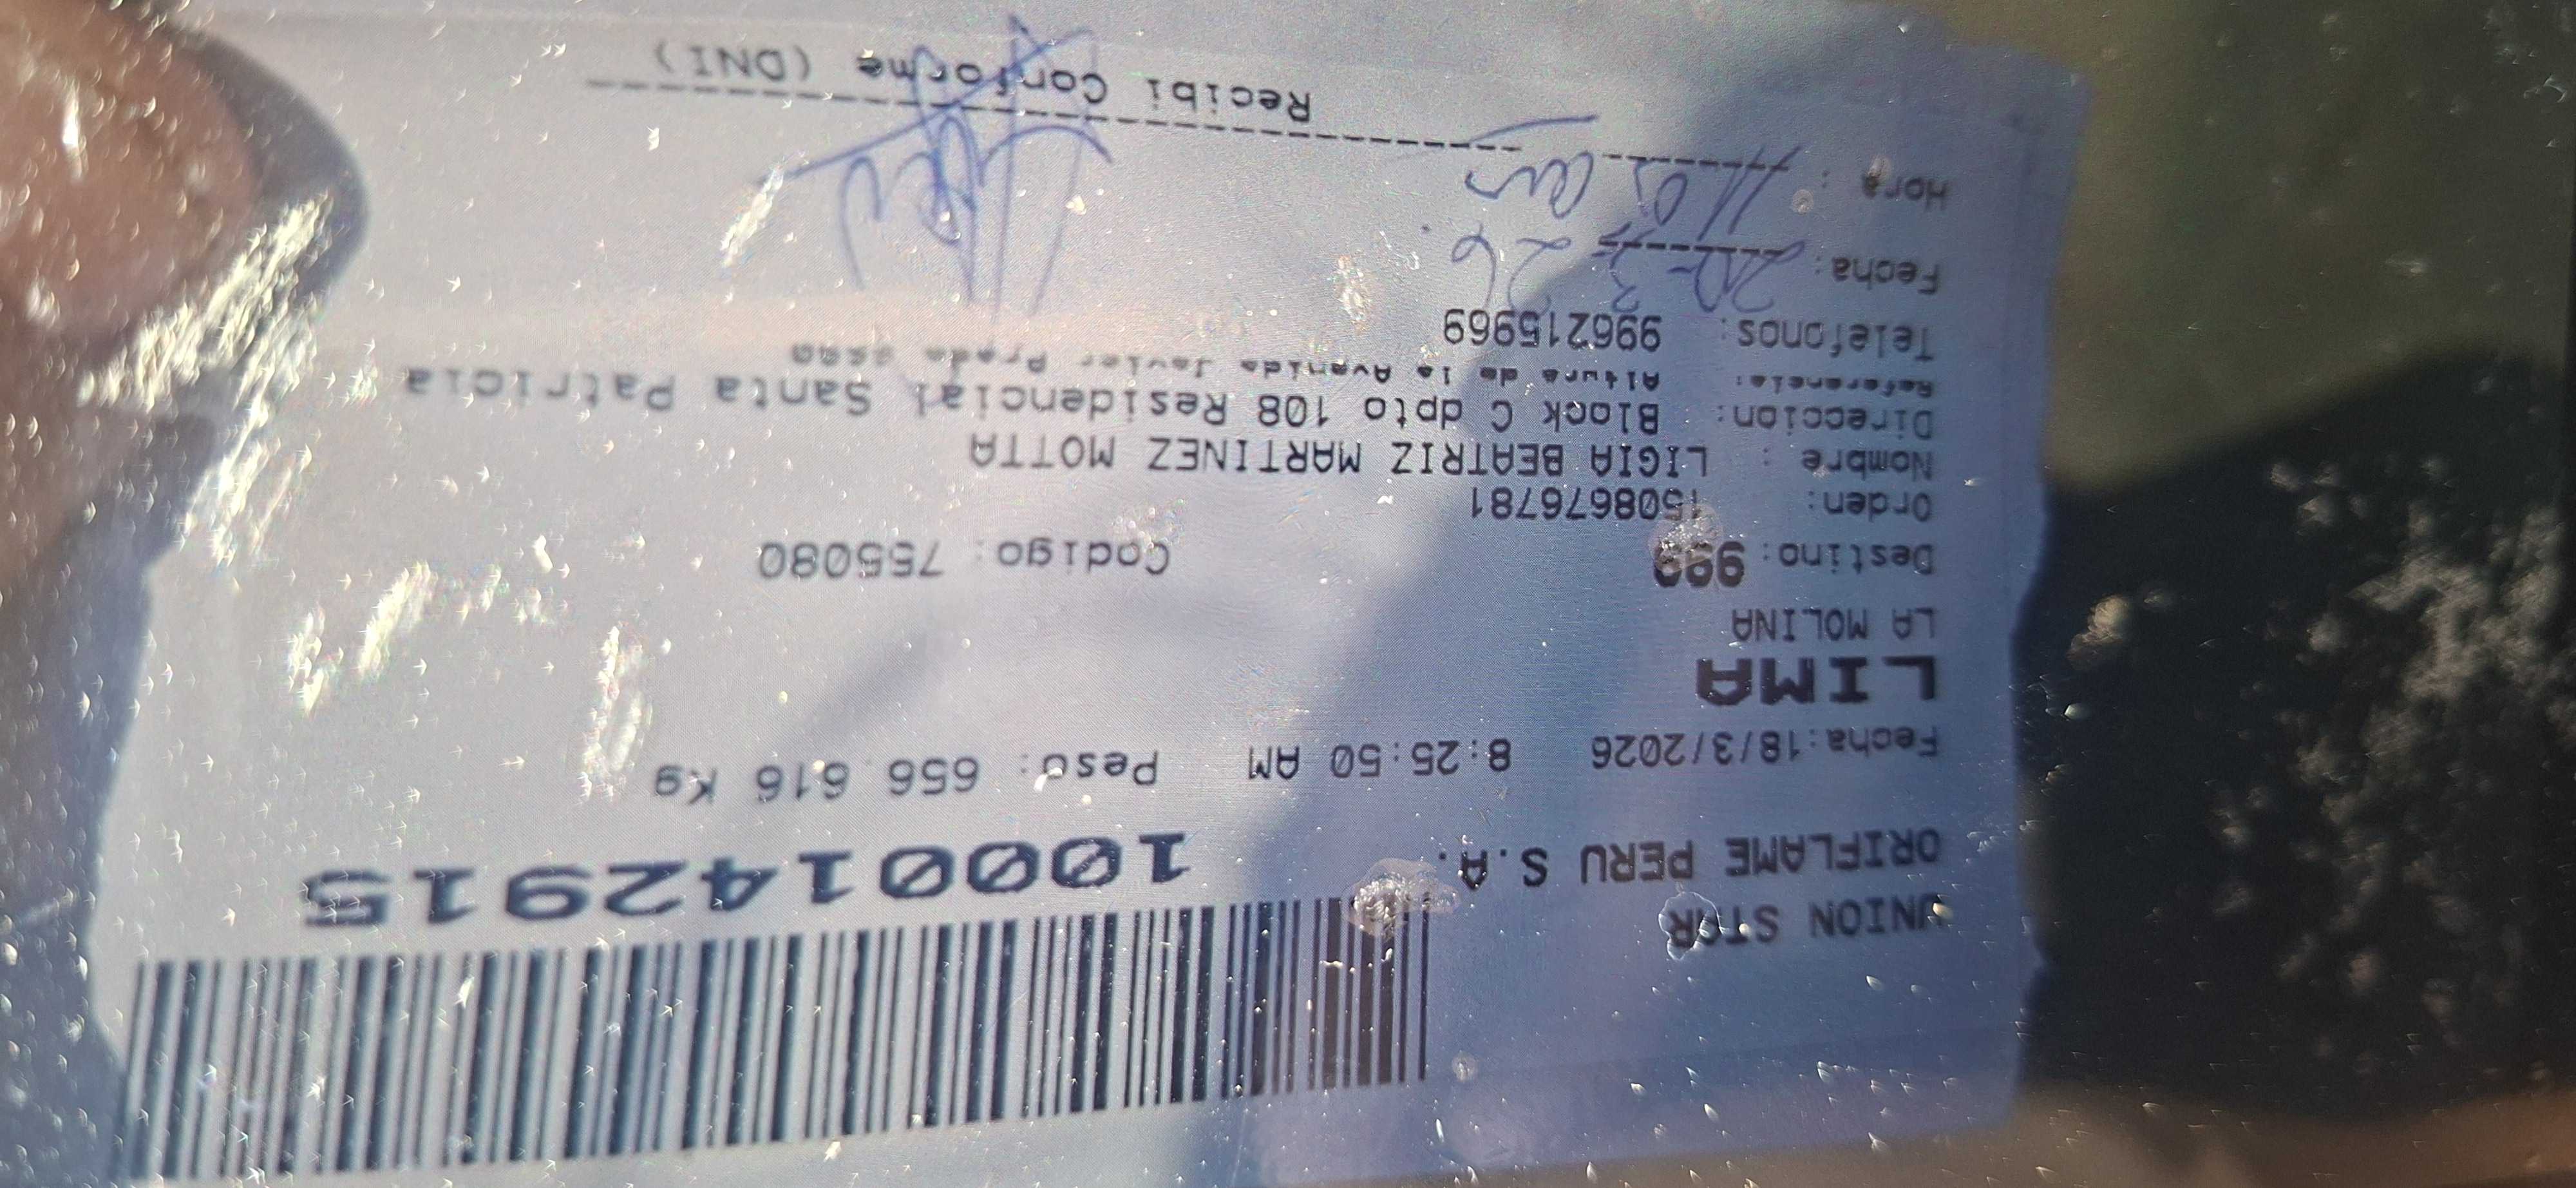 UNION STAR
ORIFLAME PERU S.A. 1000142915
Fecha:18/3/2026 8:25:50 AM Peso: 656.616 Kg
LIMA
LA MOLINA
Destino: 999 Codigo: 755080
Orden: 1508676781
Nombre : LIGIA BEATRIZ MARTINEZ MOTTA
Direccion: Block C dpto 108 Residencial Santa Patricia
Referencia: Altura de la Avenida Javier Prado
Telefonos: 996215969
Fecha: 20-3-26
Hora : 11.05 am
Recibi Conforme (DNI)